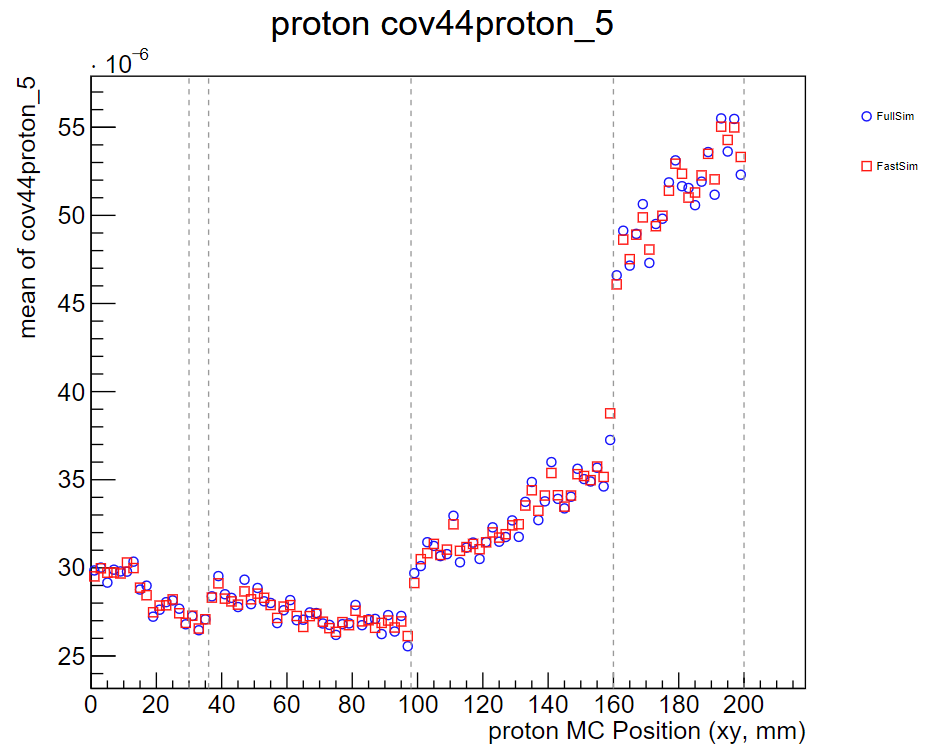 proton cov44proton_5
· 10⁻⁶
mean of cov44proton_5
55
50
45
40
35
30
25
0 20 40 60 80 100 120 140 160 180 200
proton MC Position (xy, mm)
FullSim
FastSim